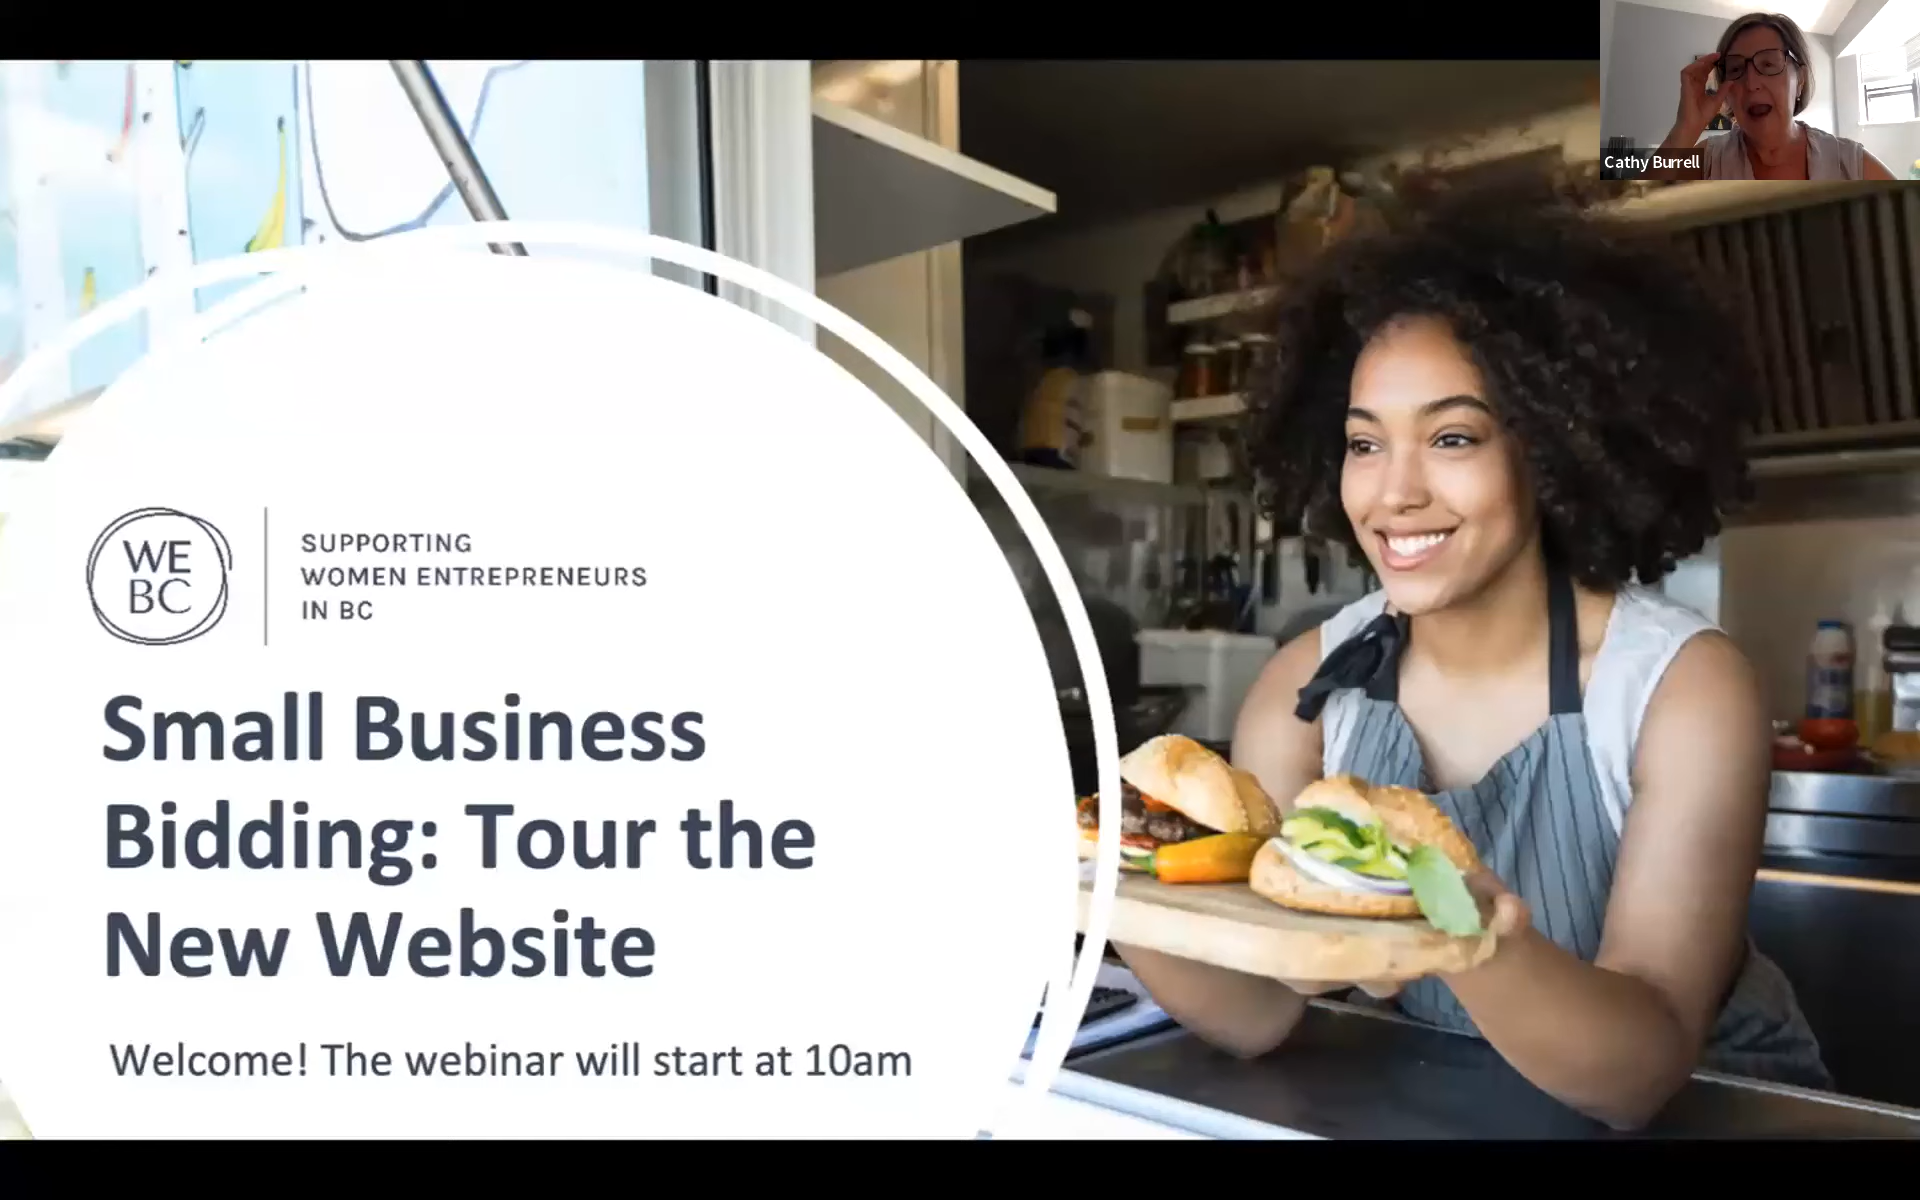 Cathy Burrell
WE
BC
SUPPORTING
WOMEN ENTREPRENEURS
IN BC
Small Business
Bidding: Tour the
New Website
Welcome! The webinar will start at 10am